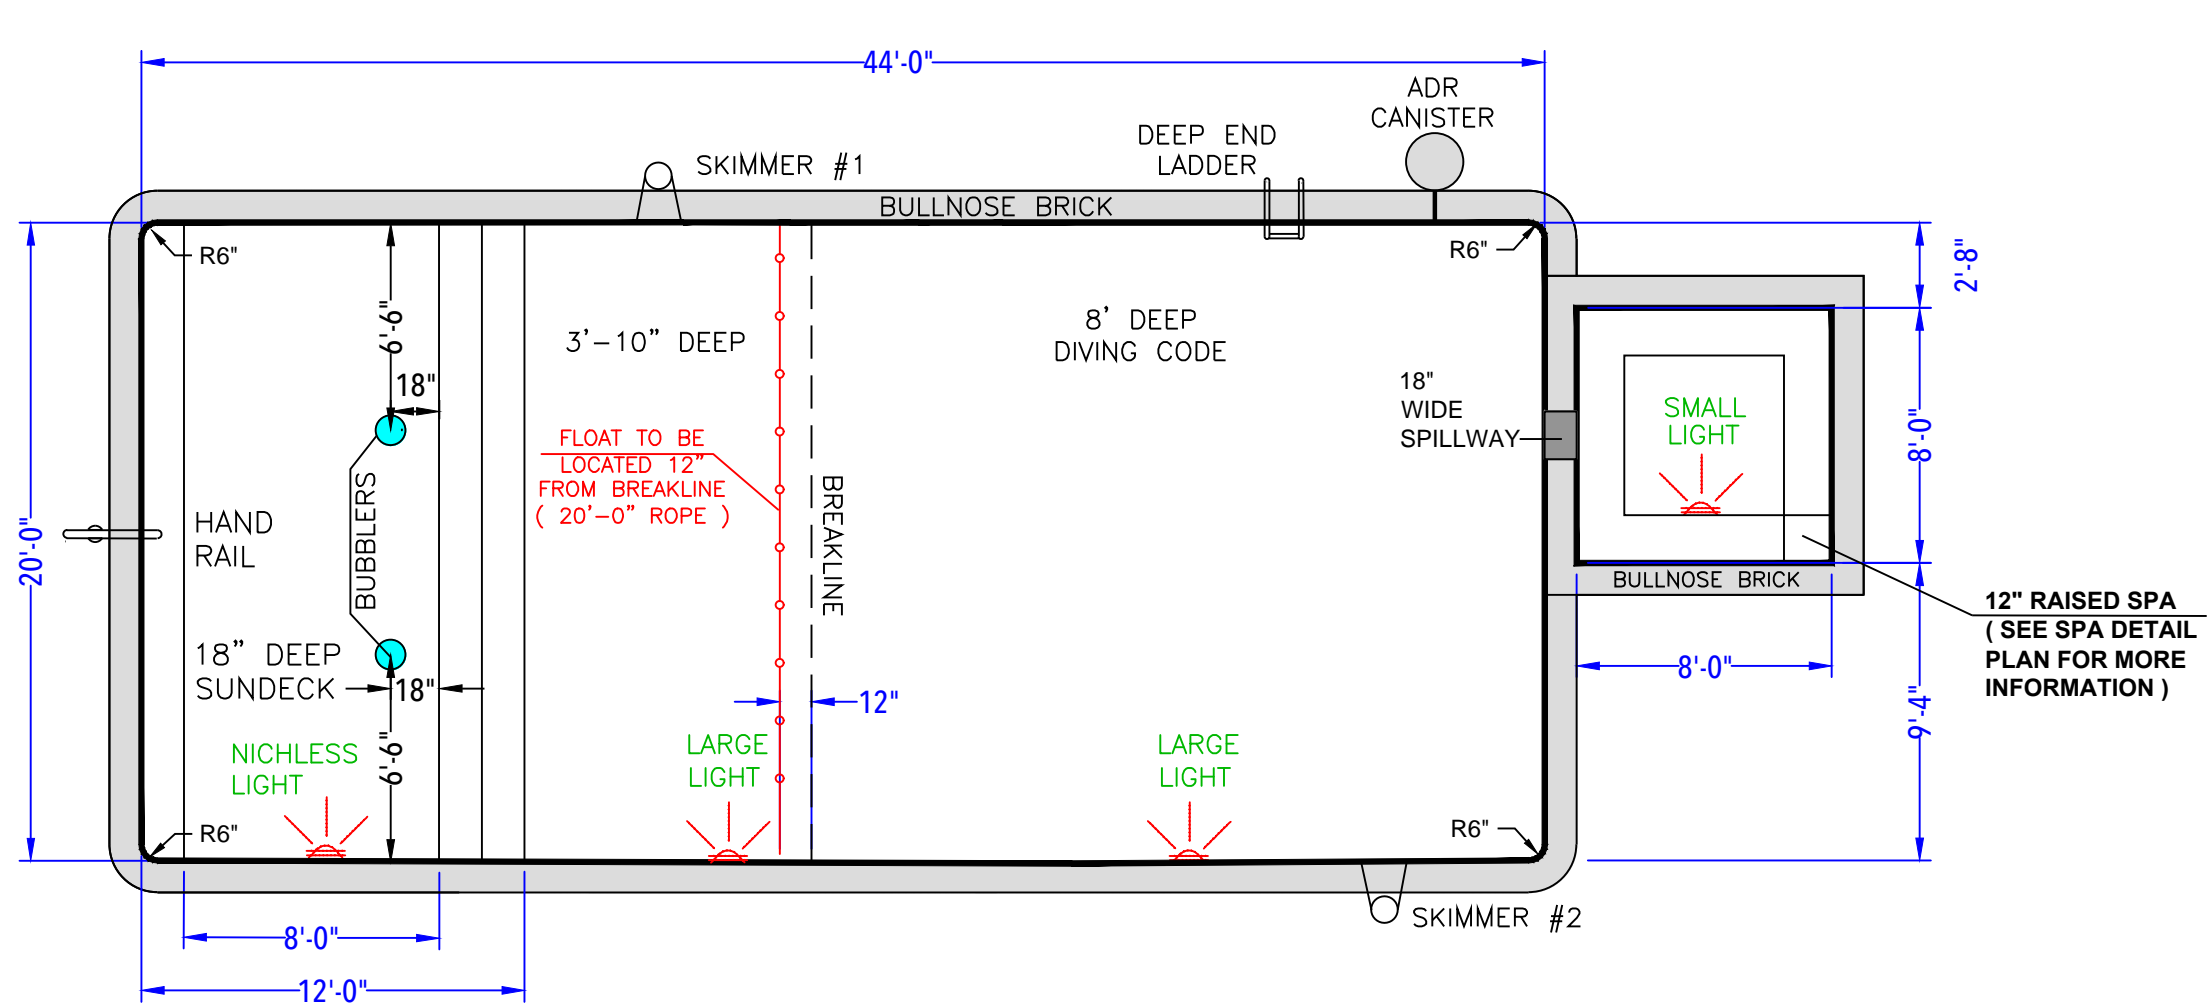 44'-0"
ADR
CANISTER
DEEP END
LADDER
SKIMMER #1
BULLNOSE BRICK
R6"
R6"
2'-8"
6'-6"
3'-10" DEEP
8' DEEP
DIVING CODE
18"
18"
WIDE
SPILLWAY
SMALL
LIGHT
8'-0"
FLOAT TO BE
LOCATED 12"
FROM BREAKLINE
( 20'-0" ROPE )
BREAKLINE
BUBBLERS
HAND
RAIL
20'-0"
BULLNOSE BRICK
12" RAISED SPA
( SEE SPA DETAIL
PLAN FOR MORE
INFORMATION )
18" DEEP
SUNDECK
18"
8'-0"
12"
9'-4"
6'-6"
NICHLESS
LIGHT
LARGE
LIGHT
LARGE
LIGHT
R6"
R6"
SKIMMER #2
8'-0"
12'-0"